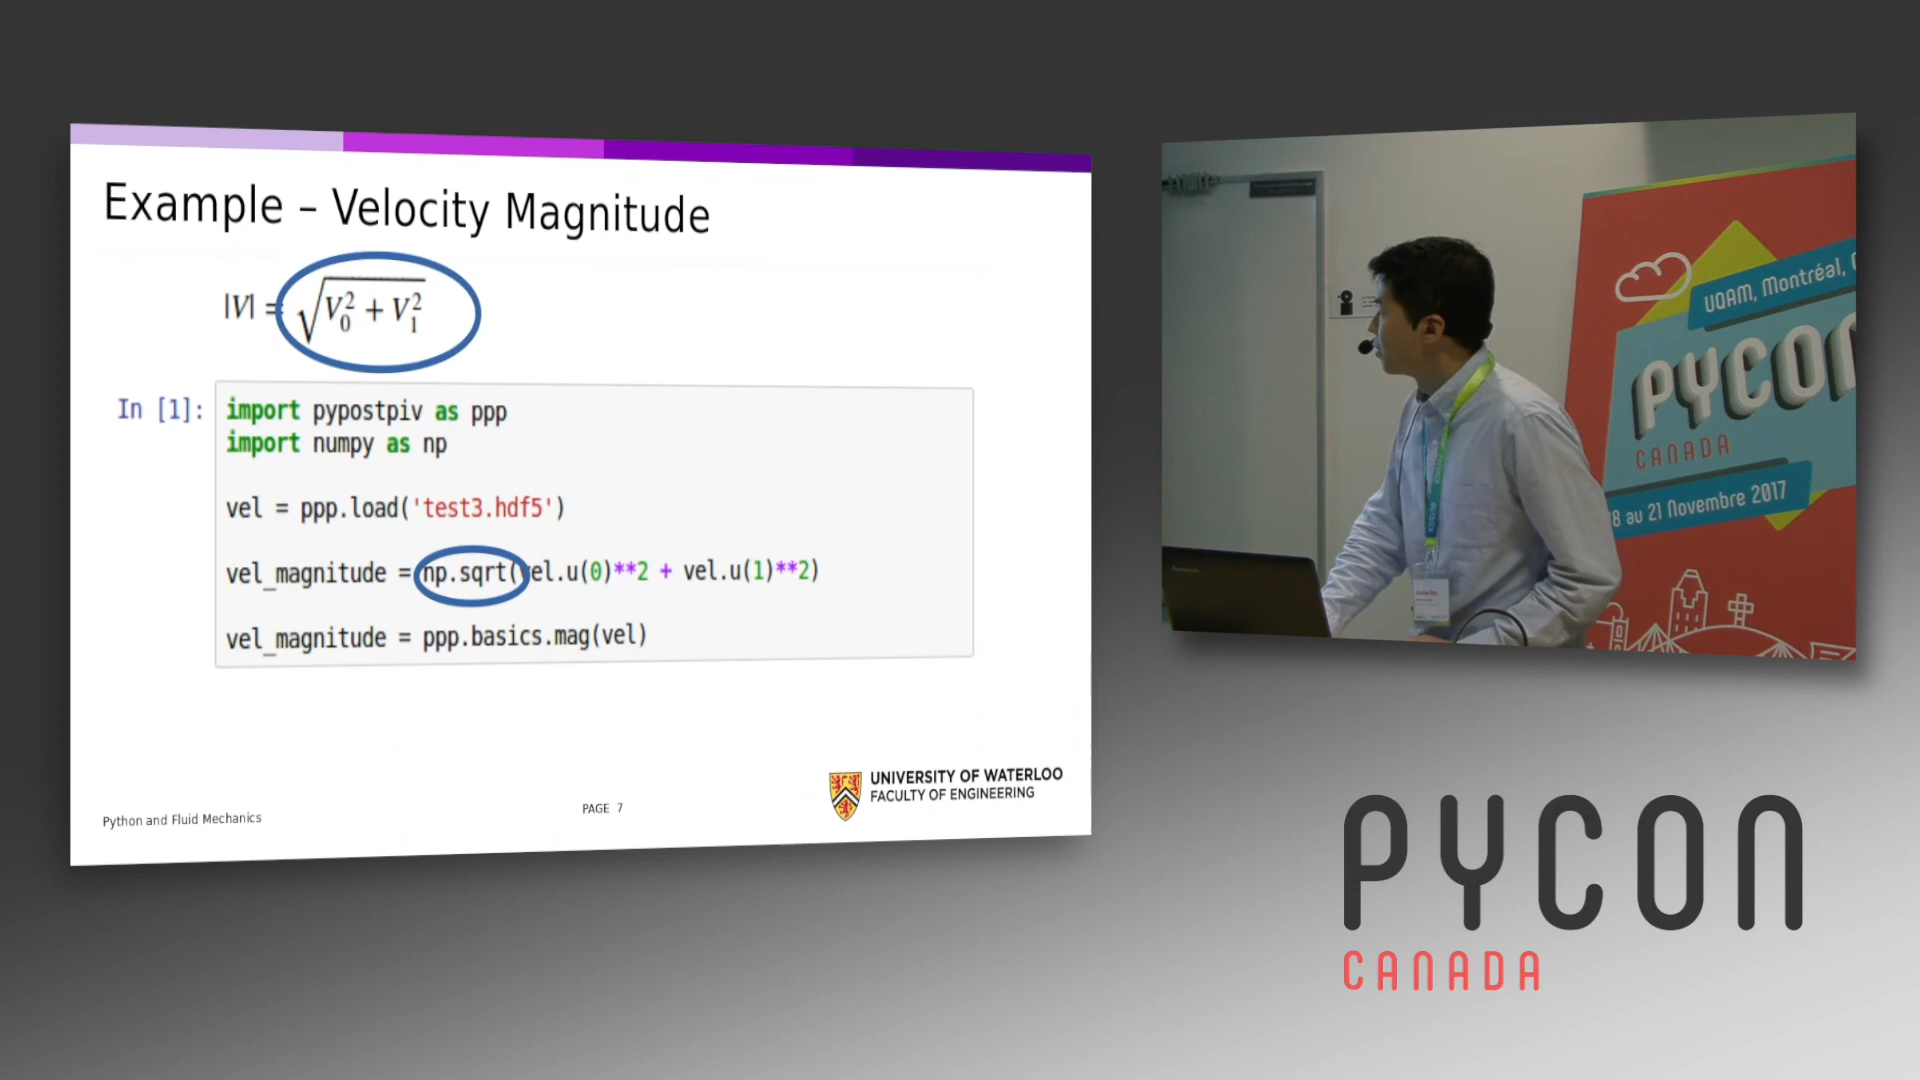 Example – Velocity Magnitude
|V| = √V₀² + V₁²
In [1]:
import pypostpiv as ppp
import numpy as np
vel = ppp.load('test3.hdf5')
vel_magnitude = np.sqrt(vel.u(0)**2 + vel.u(1)**2)
vel_magnitude = ppp.basics.mag(vel)
Python and Fluid Mechanics
PAGE 7
UNIVERSITY OF WATERLOO
FACULTY OF ENGINEERING
UQAM, Montréal,
PYCON
CANADA
8 au 21 Novembre 2017
PYCON
CANADA